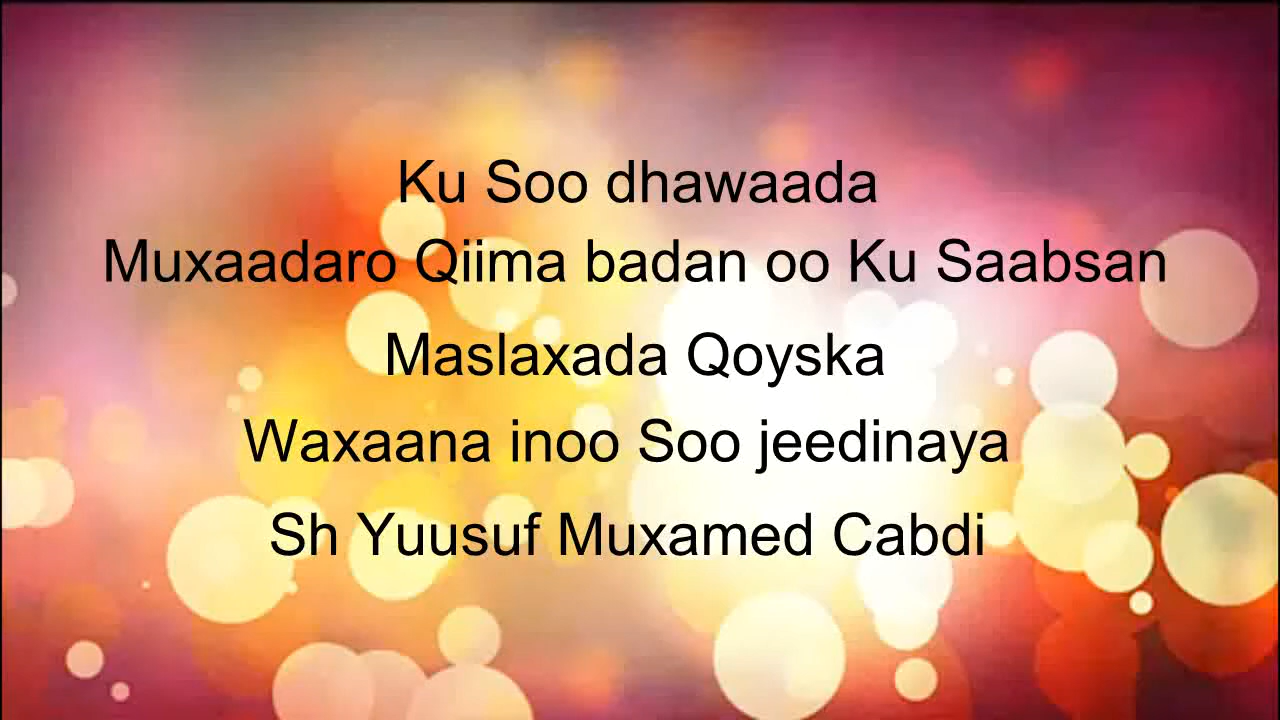 Ku Soo dhawaada
Muxaadaro Qiima badan oo Ku Saabsan
Maslaxada Qoyska
Waxaana inoo Soo jeedinaya
Sh Yuusuf Muxamed Cabdi